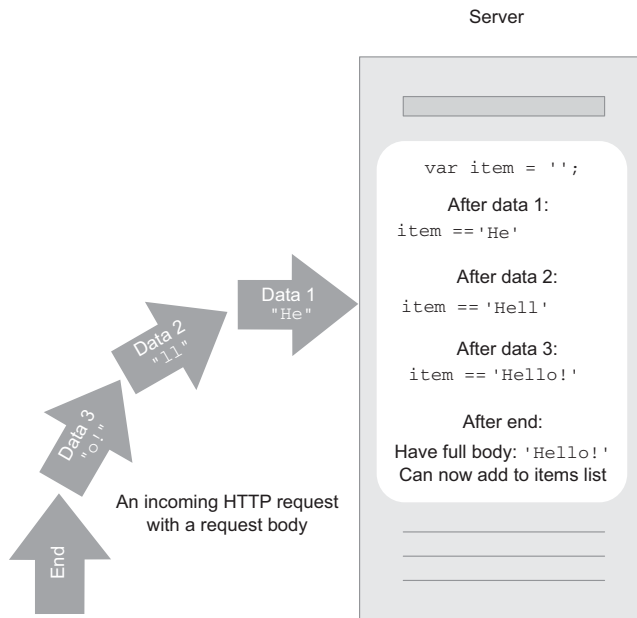 Server
var item = '';
After data 1:
item =='He'
After data 2:
item == 'Hell'
After data 3:
item =='Hello!'
After end:
Have full body: 'Hello!'
Can now add to items list
Data 1
"He"
Data 2
"ll"
Data 3
"o!"
End
An incoming HTTP request
with a request body